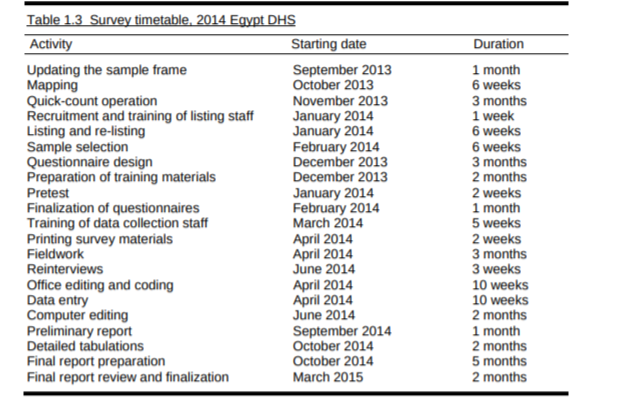 Table 1.3 Survey timetable, 2014 Egypt DHS
Activity Starting date Duration
Updating the sample frame September 2013 1 month
Mapping October 2013 6 weeks
Quick-count operation November 2013 3 months
Recruitment and training of listing staff January 2014 1 week
Listing and re-listing January 2014 6 weeks
Sample selection February 2014 6 weeks
Questionnaire design December 2013 3 months
Preparation of training materials December 2013 2 months
Pretest January 2014 2 weeks
Finalization of questionnaires February 2014 1 month
Training of data collection staff March 2014 5 weeks
Printing survey materials April 2014 2 weeks
Fieldwork April 2014 3 months
Reinterviews June 2014 3 weeks
Office editing and coding April 2014 10 weeks
Data entry April 2014 10 weeks
Computer editing June 2014 2 months
Preliminary report September 2014 1 month
Detailed tabulations October 2014 2 months
Final report preparation October 2014 5 months
Final report review and finalization March 2015 2 months